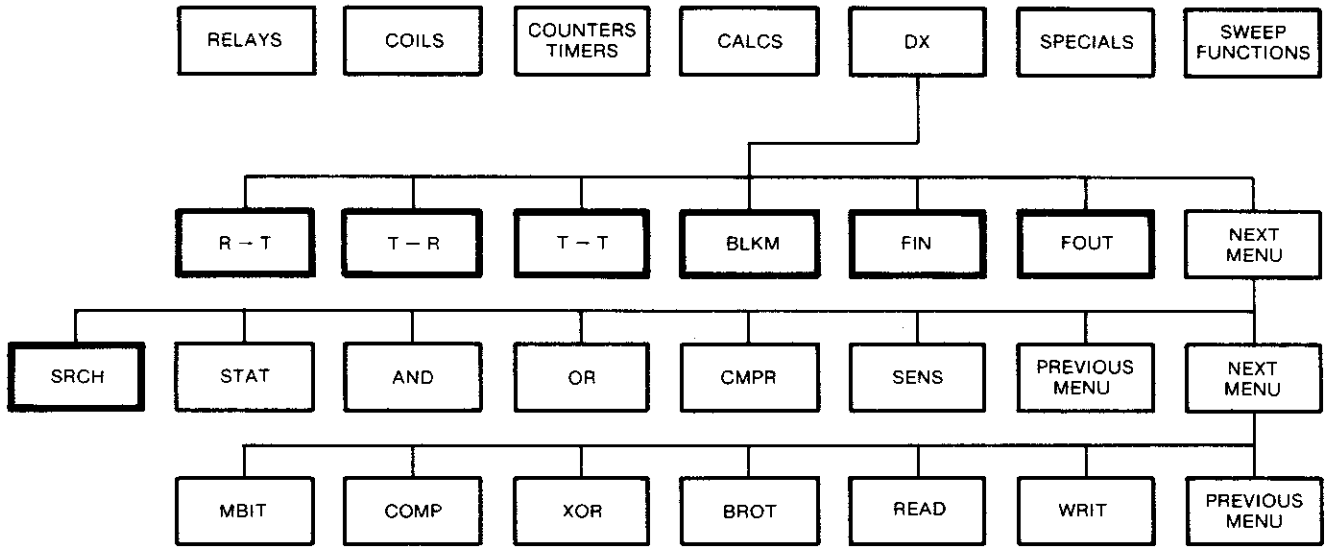 RELAYS
COILS
COUNTERS
TIMERS
CALCS
DX
SPECIALS
SWEEP
FUNCTIONS
R → T
T — R
T → T
BLKM
FIN
FOUT
NEXT
MENU
SRCH
STAT
AND
OR
CMPR
SENS
PREVIOUS
MENU
NEXT
MENU
MBIT
COMP
XOR
BROT
READ
WRIT
PREVIOUS
MENU